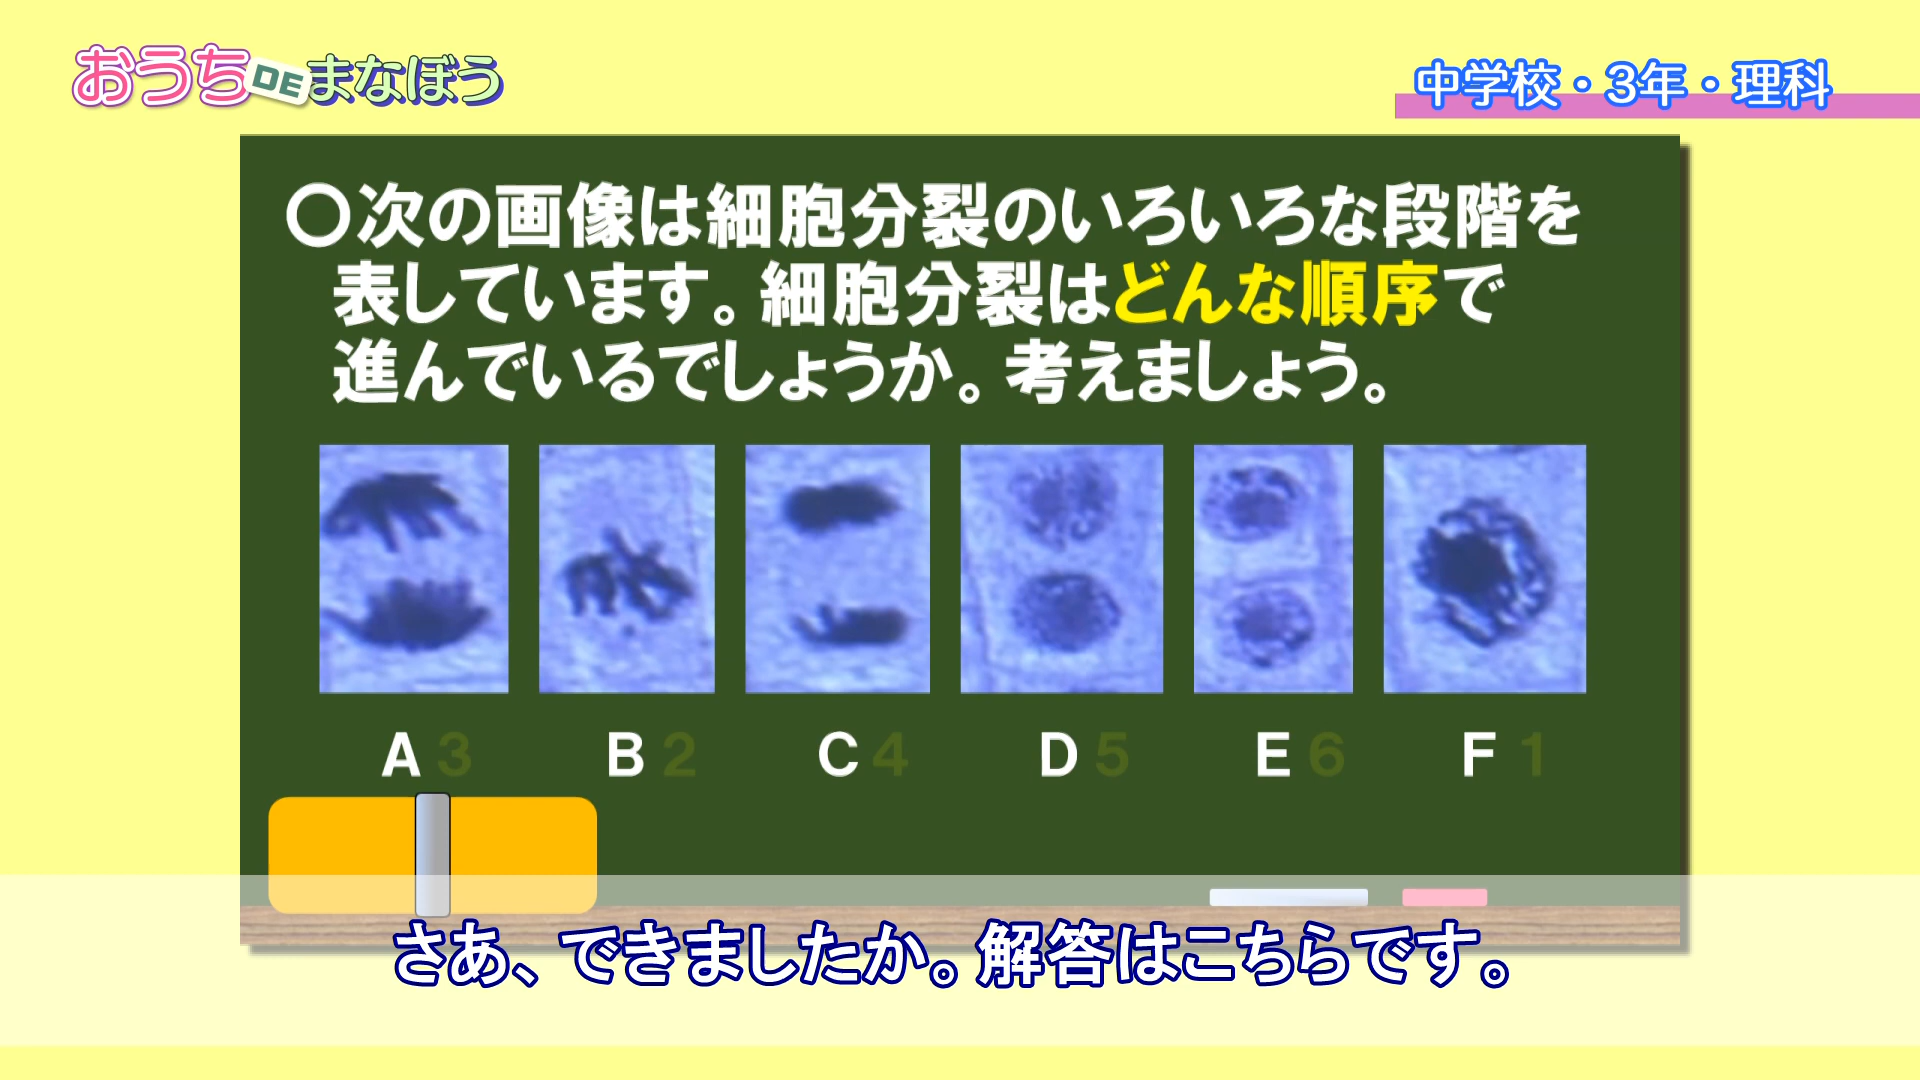 おうちDEまなぼう
中学校・3年・理科
〇次の画像は細胞分裂のいろいろな段階を
表しています。細胞分裂はどんな順序で
進んでいるでしょうか。考えましょう。
A 3 B 2 C 4 D 5 E 6 F 1
さあ、できましたか。解答はこちらです。